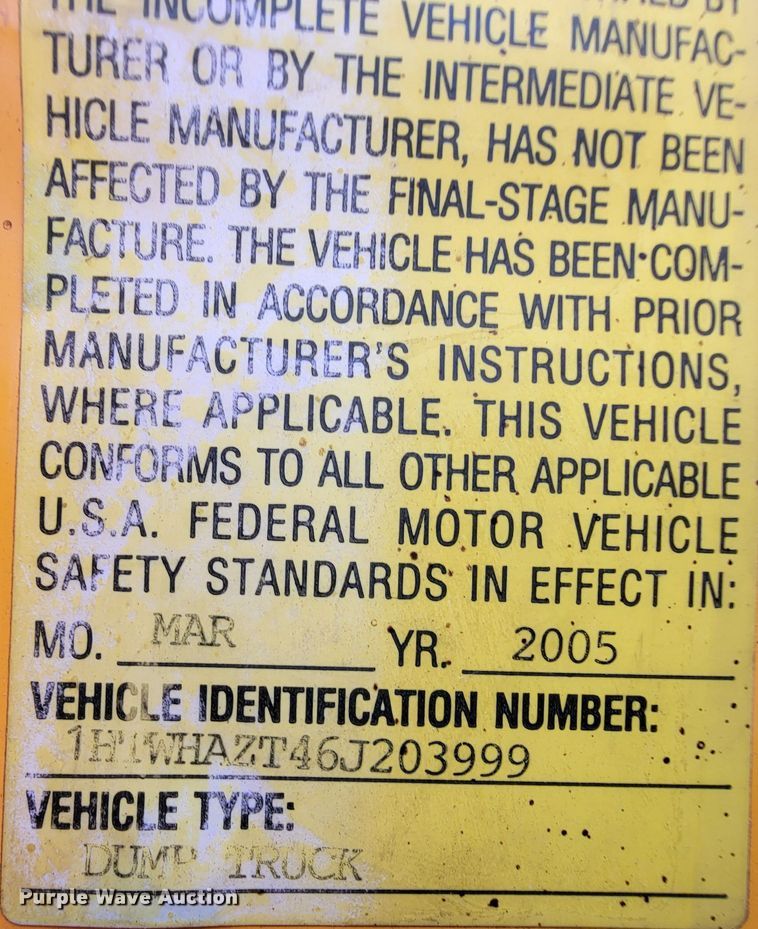 THE INCOMPLETE VEHICLE MANUFAC-
TURER OR BY THE INTERMEDIATE VE-
HICLE MANUFACTURER, HAS NOT BEEN
AFFECTED BY THE FINAL-STAGE MANU-
FACTURE. THE VEHICLE HAS BEEN COM-
PLETED IN ACCORDANCE WITH PRIOR
MANUFACTURER'S INSTRUCTIONS,
WHERE APPLICABLE. THIS VEHICLE
CONFORMS TO ALL OTHER APPLICABLE
U.S.A. FEDERAL MOTOR VEHICLE
SAFETY STANDARDS IN EFFECT IN:
MO. MAR YR. 2005
VEHICLE IDENTIFICATION NUMBER:
1HTWHAZT46J203999
VEHICLE TYPE:
DUMP TRUCK
Purple Wave Auction